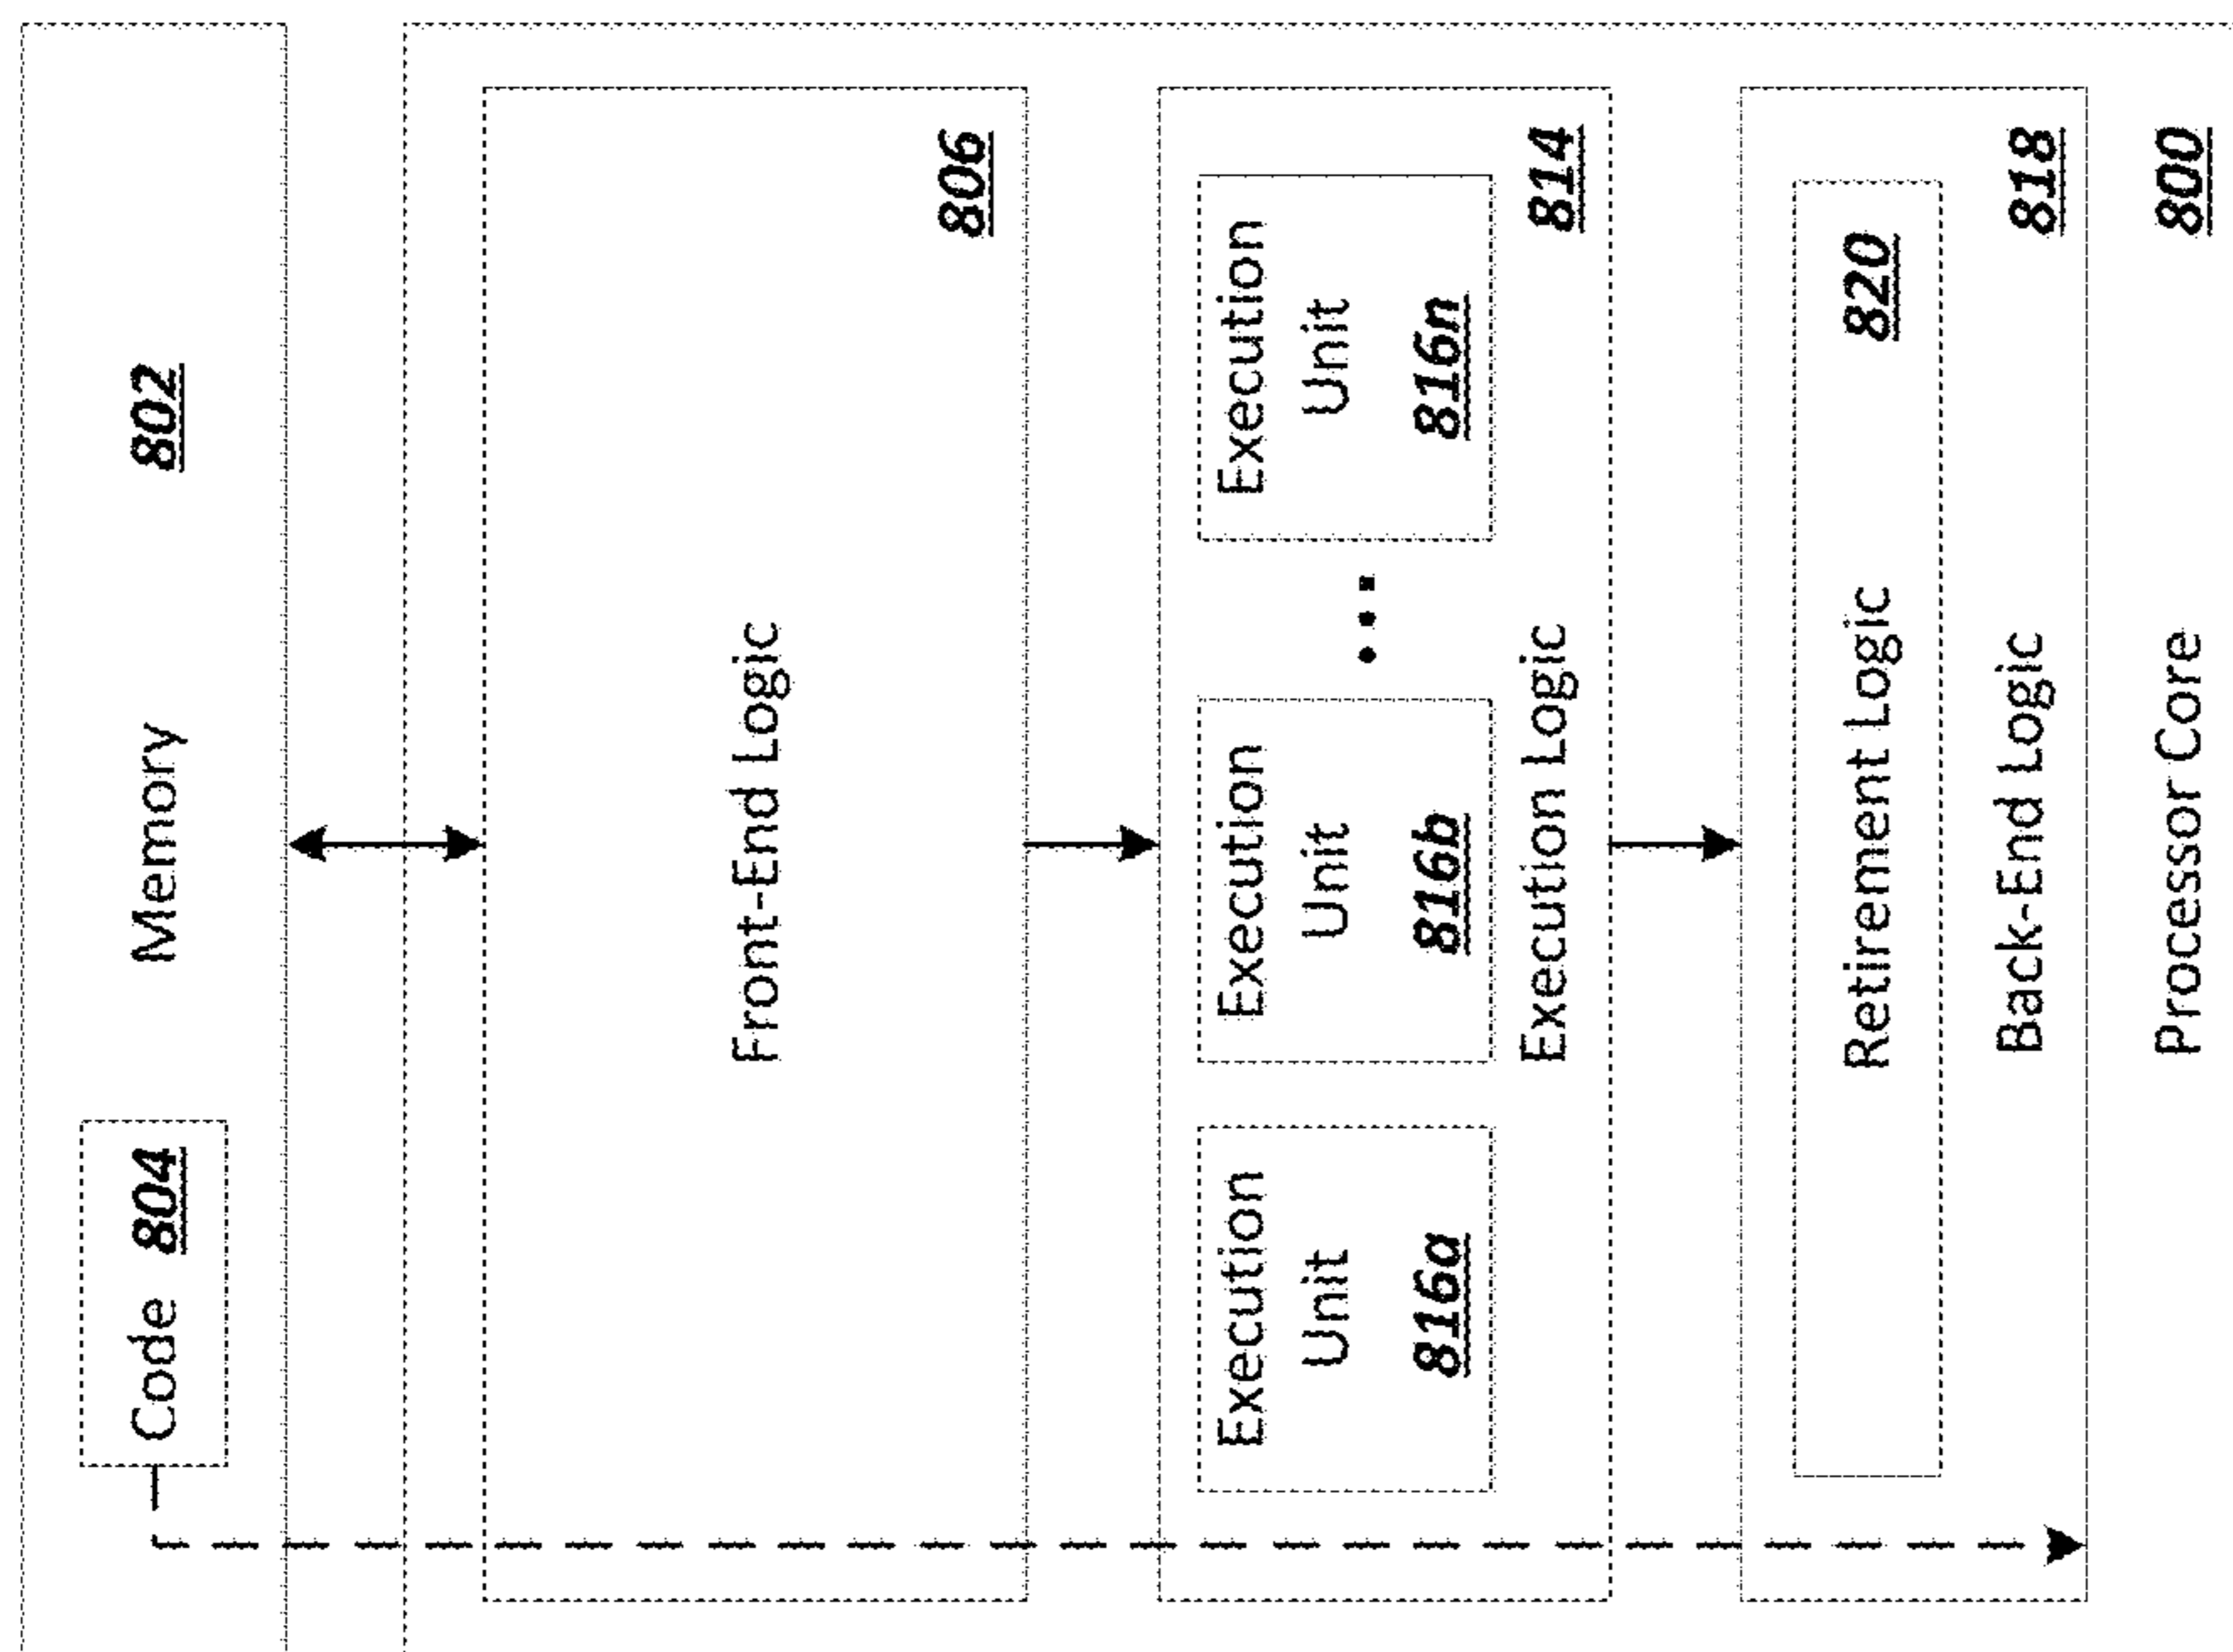 Code 804
Memory
802
Front-End Logic
806
Execution
Unit
816a
Execution
Unit
816b
...
Execution
Unit
816n
Execution Logic
814
Retirement Logic
820
Back-End Logic
818
Processor Core
800